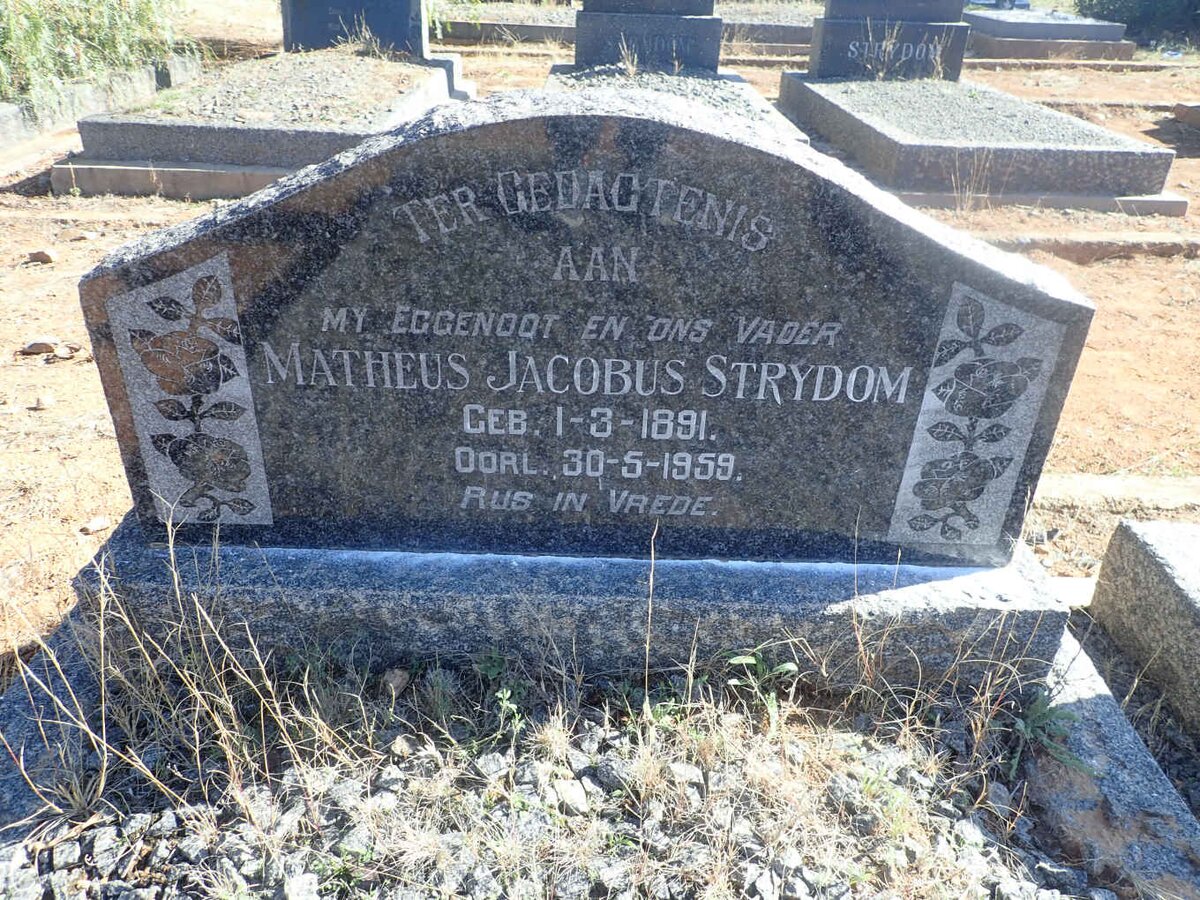 STRYDOM
STRYDOM
TER GEDAGTENIS
AAN
MY EGGENOOT EN ONS VADER
MATHEUS JACOBUS STRYDOM
GEB. 1-3-1891.
OORL. 30-5-1959.
RUS IN VREDE.